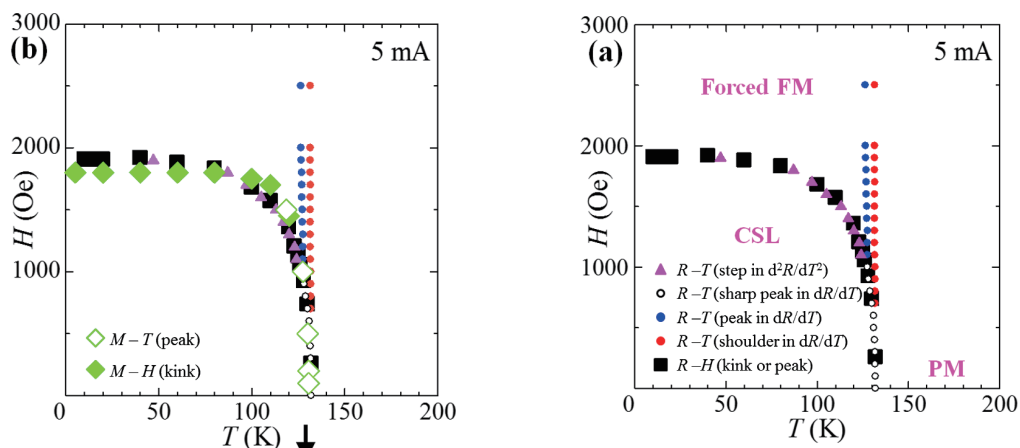 (b)
5 mA
3000
2000
1000
0
H (Oe)
M – T (peak)
M – H (kink)
0
50
100
150
200
T (K)
(a)
5 mA
3000
2000
1000
0
H (Oe)
Forced FM
CSL
R –T (step in d²R/dT²)
R –T (sharp peak in dR/dT)
R –T (peak in dR/dT)
R –T (shoulder in dR/dT)
R –H (kink or peak)
PM
0
50
100
150
200
T (K)